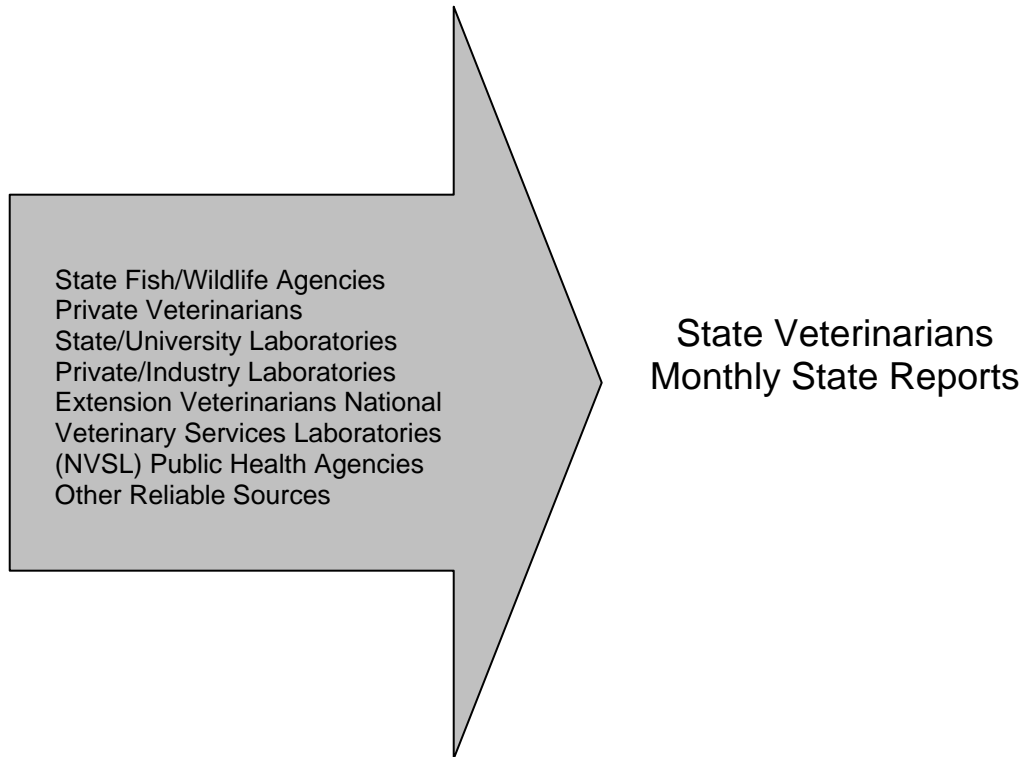 State Fish/Wildlife Agencies
Private Veterinarians
State/University Laboratories
Private/Industry Laboratories
Extension Veterinarians National
Veterinary Services Laboratories
(NVSL) Public Health Agencies
Other Reliable Sources
State Veterinarians
Monthly State Reports